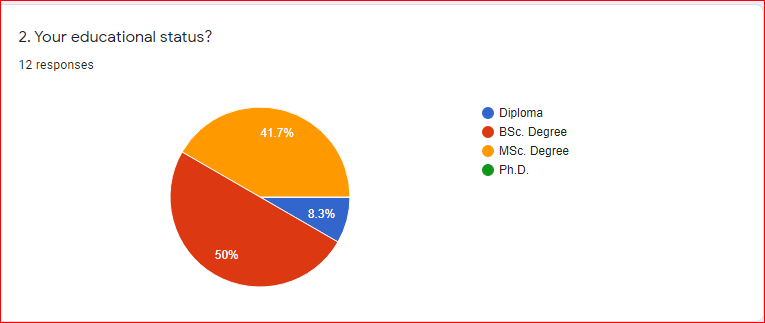 2. Your educational status?
12 responses
41.7%
8.3%
50%
Diploma
BSc. Degree
MSc. Degree
Ph.D.